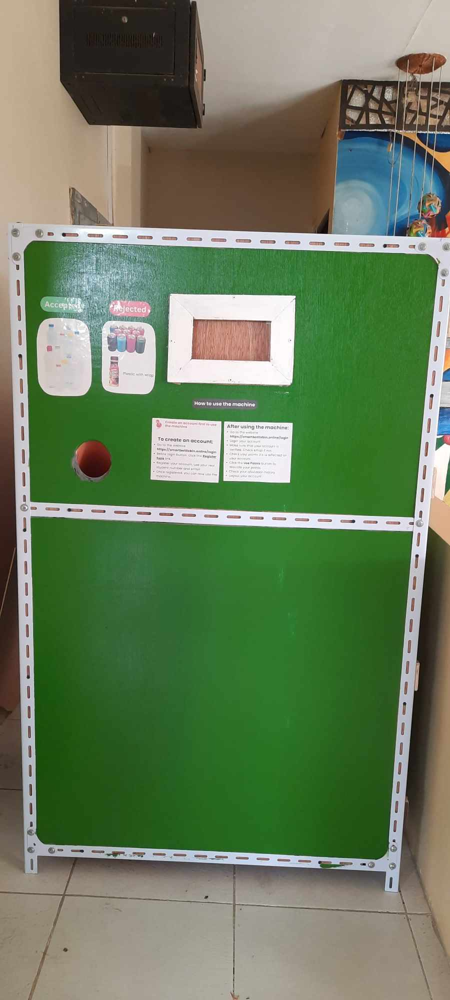 Accepted
Rejected
Plastic with wrap
How to use the machine
Create an account first to use
the machine
To create an account:
• Go to the website
https://smartbottlebin.online/login
• Below login button, click the Register
here link.
• Register your account, use your real
student number and email.
• Once registered, you can now use the
machine.
After using the machine:
• Go to the website
https://smartbottlebin.online/login
• Login your account
• Make sure that your account is
verified. Check email if not.
• Check your points if it is reflected on
your account.
• Click the Use Points button to
allocate your points.
• Check your allocation history
• Logout your account